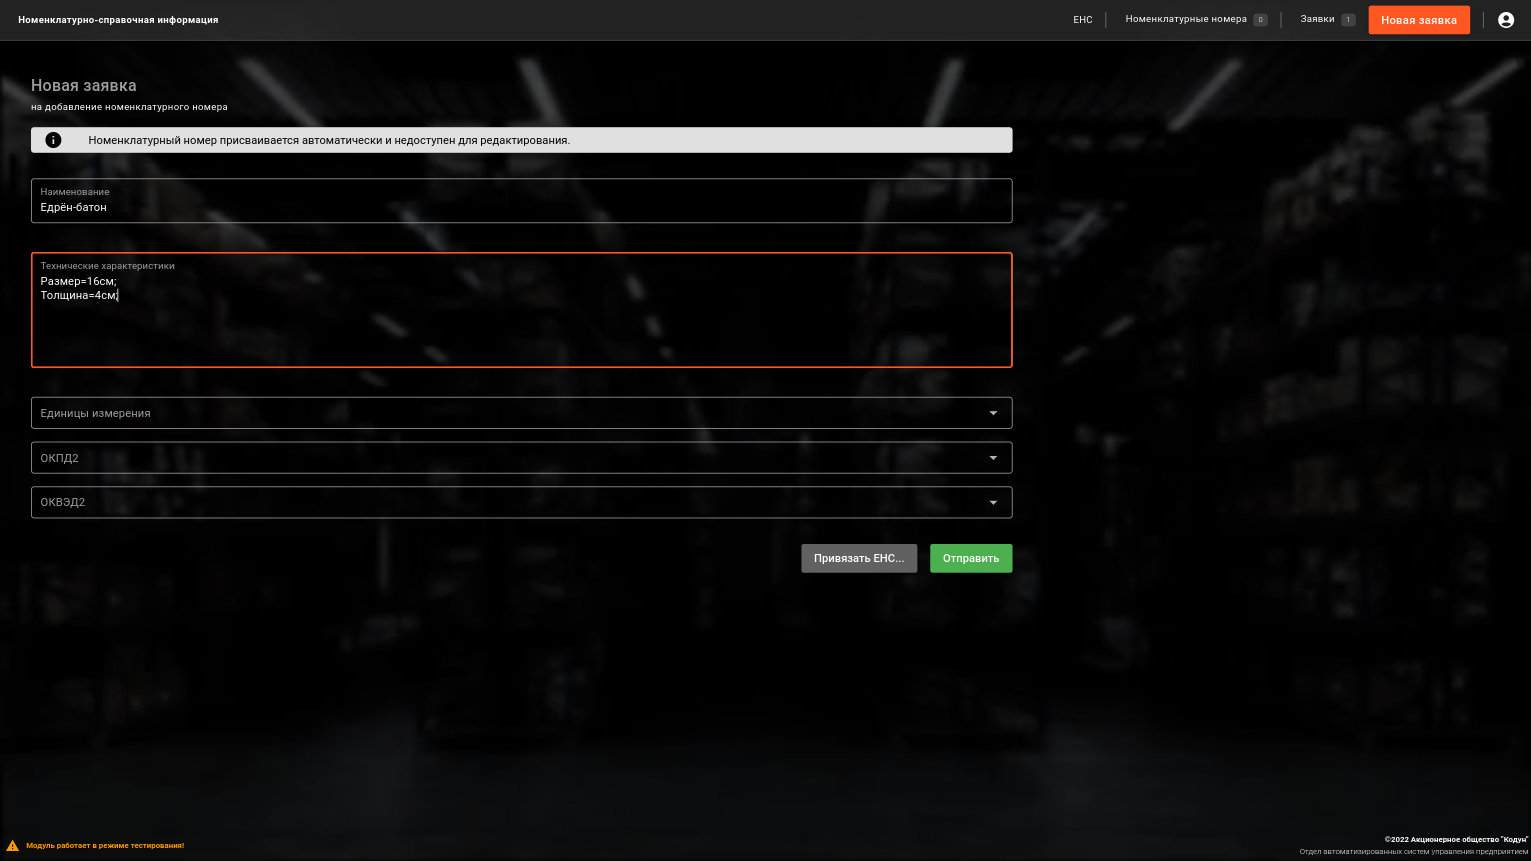 Номенклатурно-справочная информация
ЕНС
Номенклатурные номера 0
Заявки 1
Новая заявка
Новая заявка
на добавление номенклатурного номера
Номенклатурный номер присваивается автоматически и недоступен для редактирования.
Наименование
Едрён-батон
Технические характеристики
Размер=16см;
Толщина=4см;
Единицы измерения
ОКПД2
ОКВЭД2
Привязать ЕНС...
Отправить
Модуль работает в режиме тестирования!
©2022 Акционерное общество "Кодун"
Отдел автоматизированных систем управления предприятием